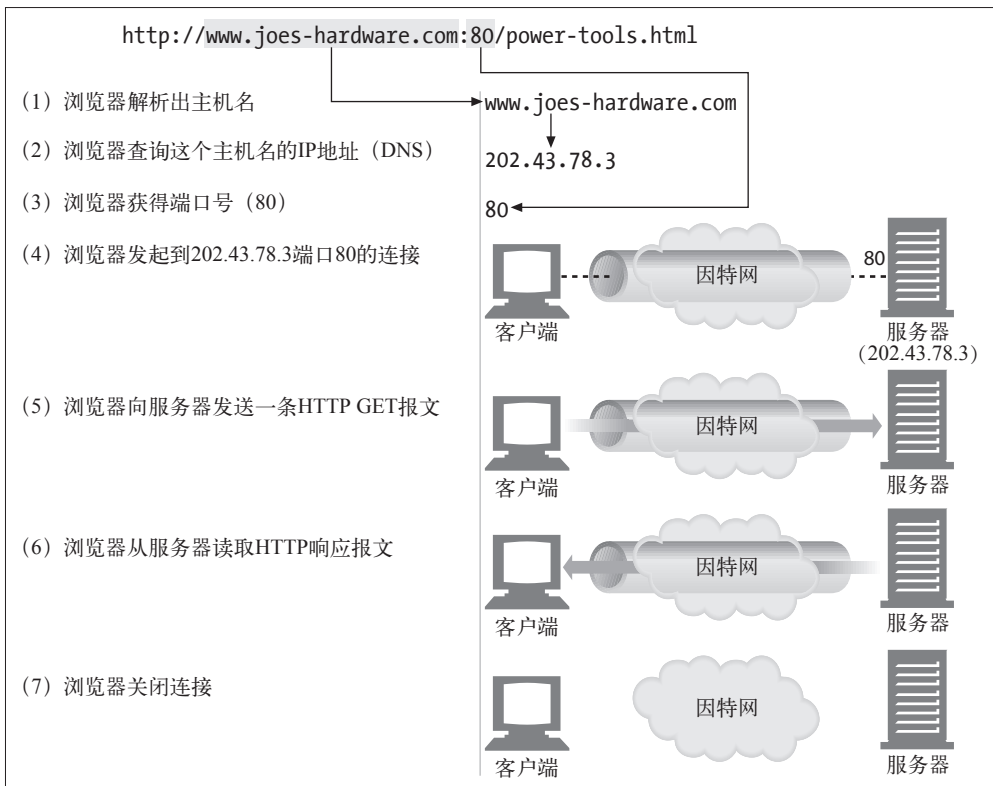 http://www.joes-hardware.com:80/power-tools.html
（1）浏览器解析出主机名
www.joes-hardware.com
（2）浏览器查询这个主机名的IP地址（DNS）
202.43.78.3
（3）浏览器获得端口号（80）
80
（4）浏览器发起到202.43.78.3端口80的连接
因特网
80
客户端
服务器
（202.43.78.3）
（5）浏览器向服务器发送一条HTTP GET报文
因特网
客户端
服务器
（6）浏览器从服务器读取HTTP响应报文
因特网
客户端
服务器
（7）浏览器关闭连接
因特网
客户端
服务器